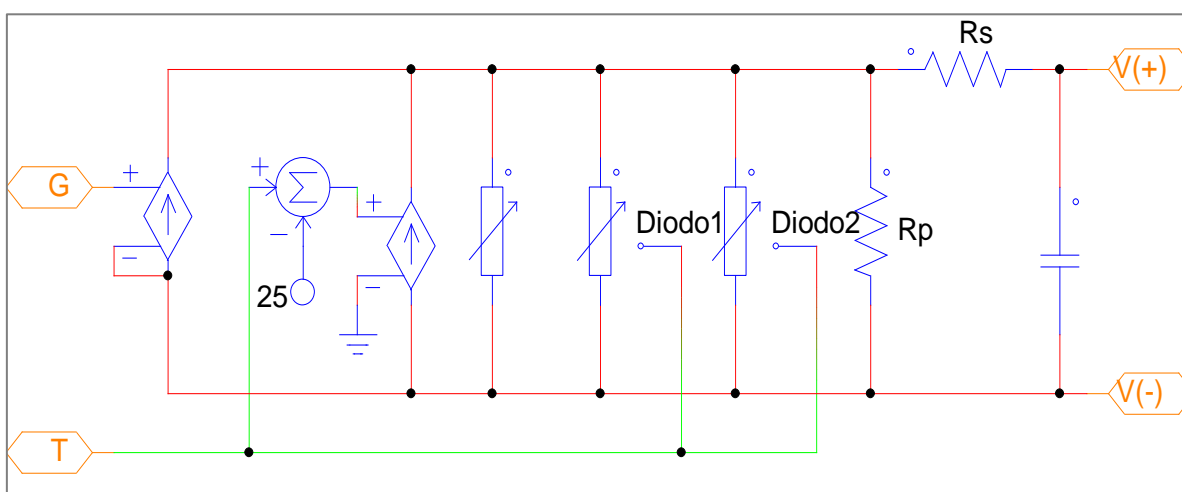 Rs
V(+)
G
+
−
+
Σ
−
25
+
−
Diodo1
Diodo2
Rp
V(-)
T